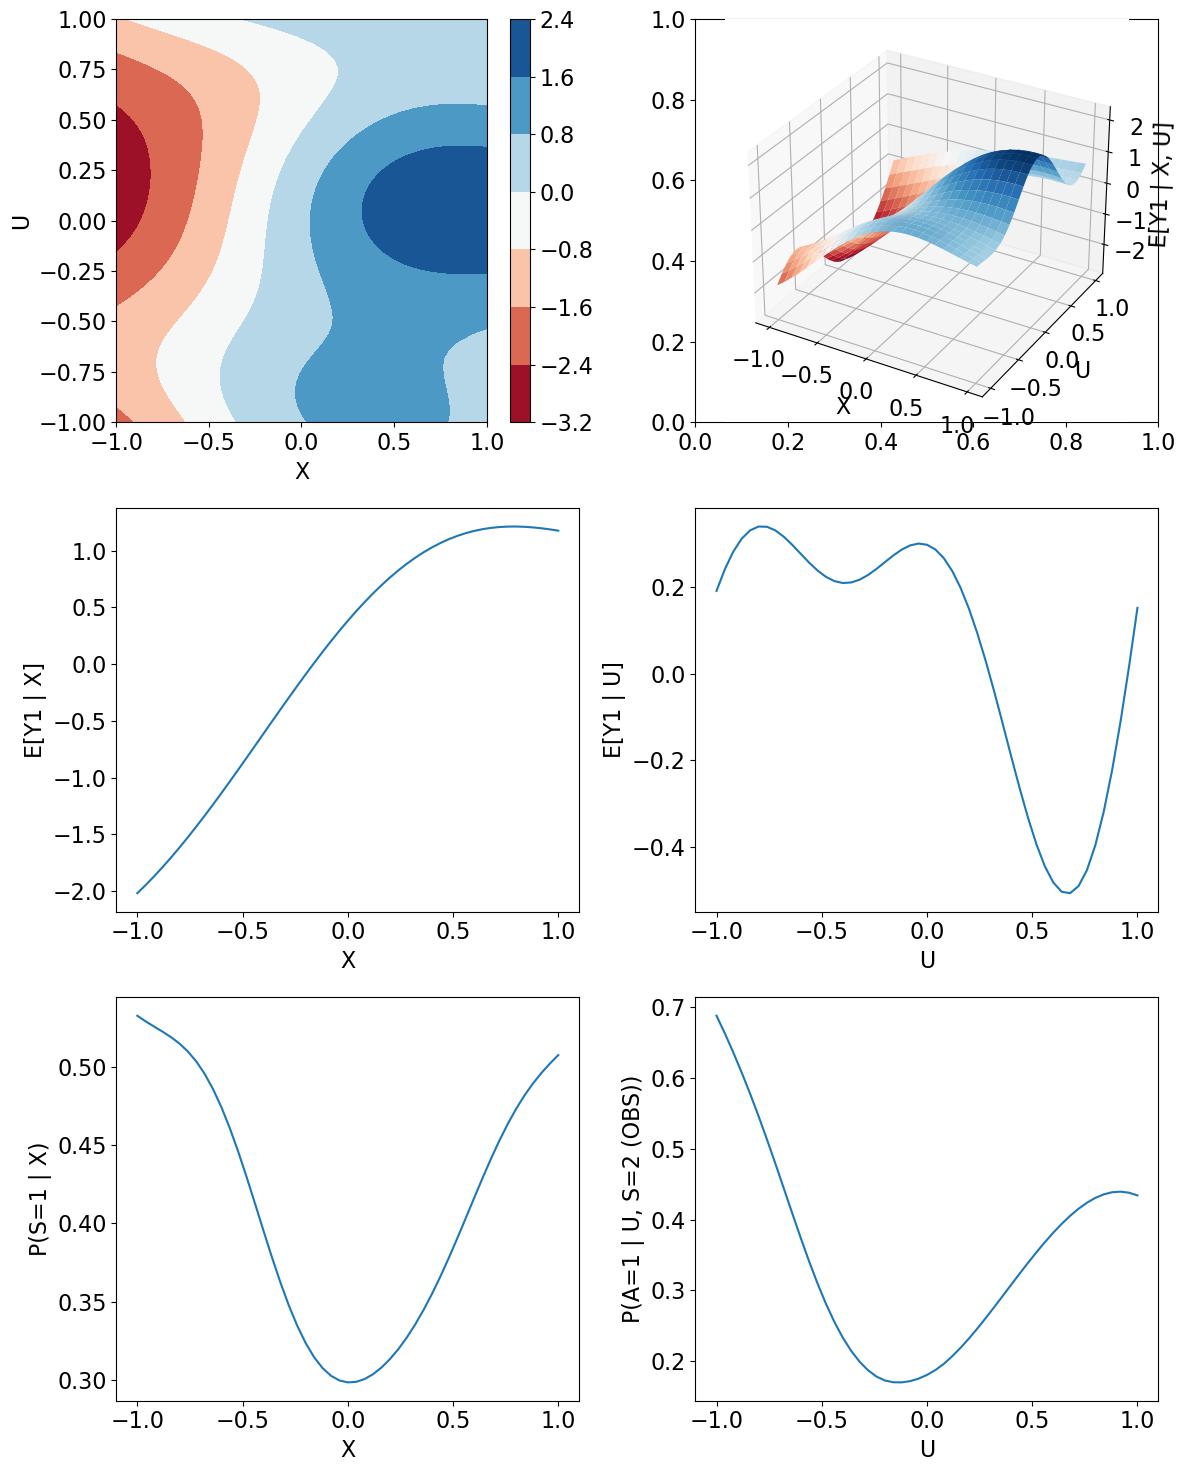 1.00
0.75
0.50
0.25
0.00
−0.25
−0.50
−0.75
−1.00
U
−1.0 −0.5 0.0 0.5 1.0
X
2.4
1.6
0.8
0.0
−0.8
−1.6
−2.4
−3.2
1.0
0.8
0.6
0.4
0.2
0.0
0.0 0.2 0.4 0.6 0.8 1.0
−1.0 −0.5 0.0 0.5 1.0
X
−1.0 −0.5 0.0 0.5 1.0
U
2
1
0
−1
−2
E[Y1 | X, U]
1.0
0.5
0.0
−0.5
−1.0
−1.5
−2.0
E[Y1 | X]
−1.0 −0.5 0.0 0.5 1.0
X
0.2
0.0
−0.2
−0.4
E[Y1 | U]
−1.0 −0.5 0.0 0.5 1.0
U
0.50
0.45
0.40
0.35
0.30
P(S=1 | X)
−1.0 −0.5 0.0 0.5 1.0
X
0.7
0.6
0.5
0.4
0.3
0.2
P(A=1 | U, S=2 (OBS))
−1.0 −0.5 0.0 0.5 1.0
U